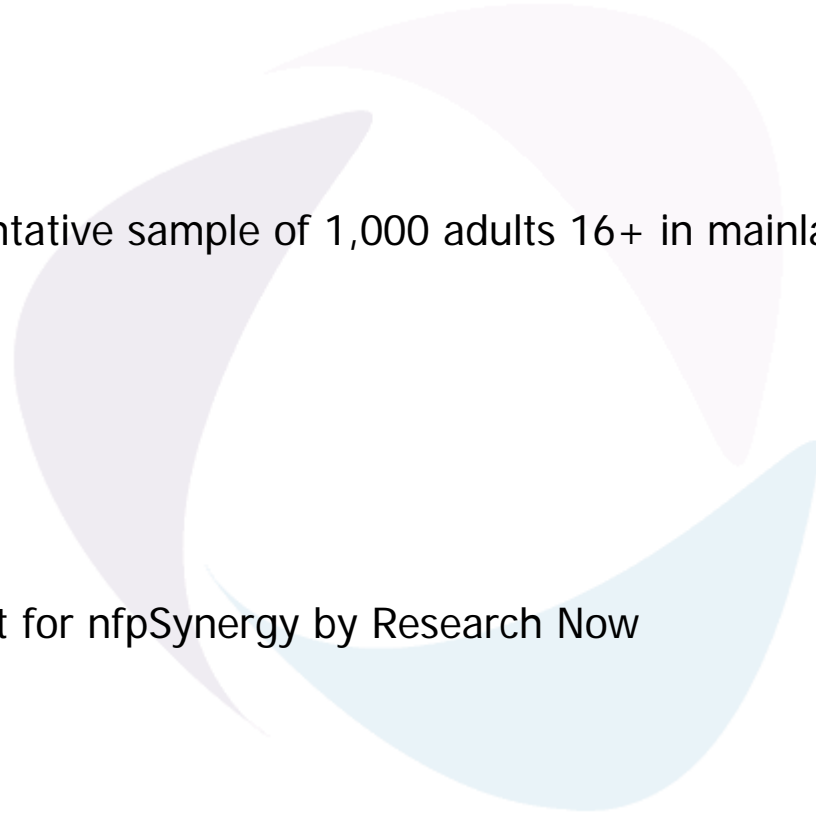 ntative sample of 1,000 adults 16+ in mainla
t for nfpSynergy by Research Now